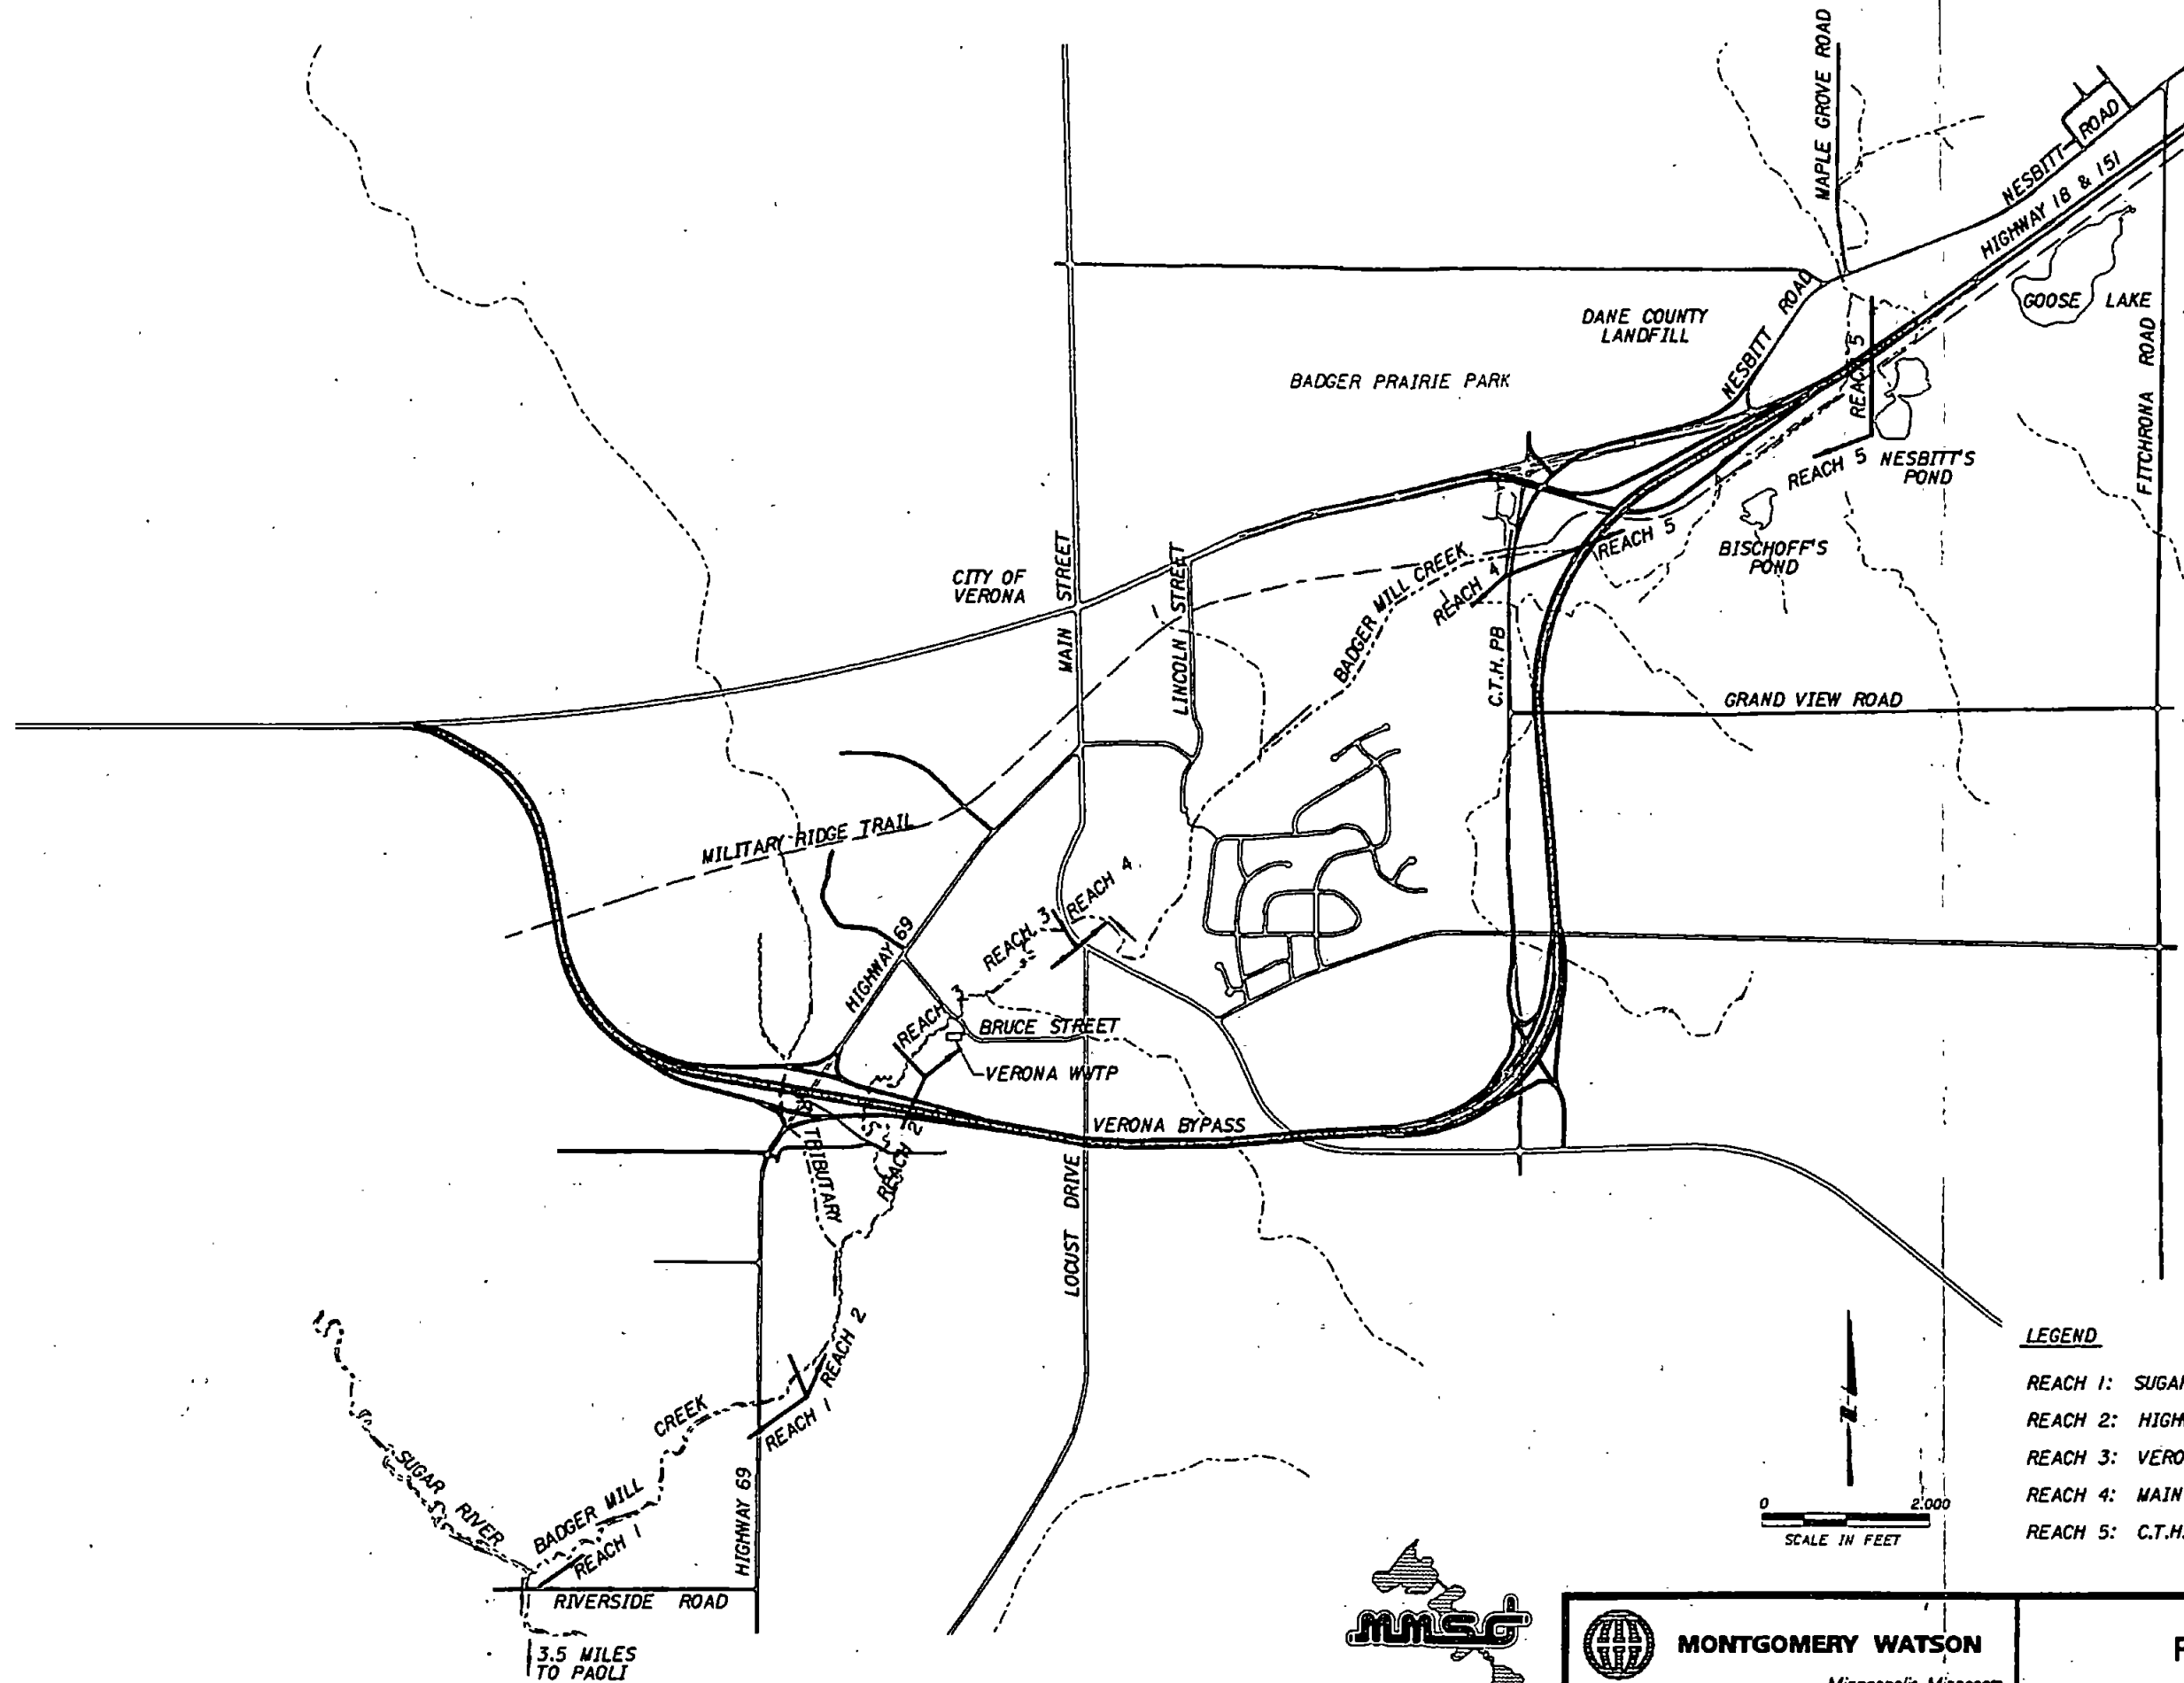 MAPLE GROVE ROAD
NESBITT ROAD
HIGHWAY 18 & 151
GOOSE LAKE
FITCHRONA ROAD
DANE COUNTY
LANDFILL
NESBITT ROAD
REACH 5
BADGER PRAIRIE PARK
REACH 5
NESBITT'S
POND
REACH 5
BISCHOFF'S
POND
CITY OF
VERONA
MAIN STREET
LINCOLN STREET
BADGER MILL CREEK
REACH 4
C.T.H. PB
GRAND VIEW ROAD
MILITARY RIDGE TRAIL
HIGHWAY 69
REACH 3
REACH 4
REACH 3
BRUCE STREET
VERONA WWTP
VERONA BYPASS
TRIBUTARY
REACH 2
LOCUST DRIVE
REACH 2
REACH 1
CREEK
BADGER MILL
SUGAR RIVER
REACH 1
HIGHWAY 69
RIVERSIDE ROAD
3.5 MILES
TO PAOLI
N
0 2,000
SCALE IN FEET
LEGEND
REACH 1: SUGAR
REACH 2: HIGH
REACH 3: VERO
REACH 4: MAIN
REACH 5: C.T.H.
MMSD
MONTGOMERY WATSON